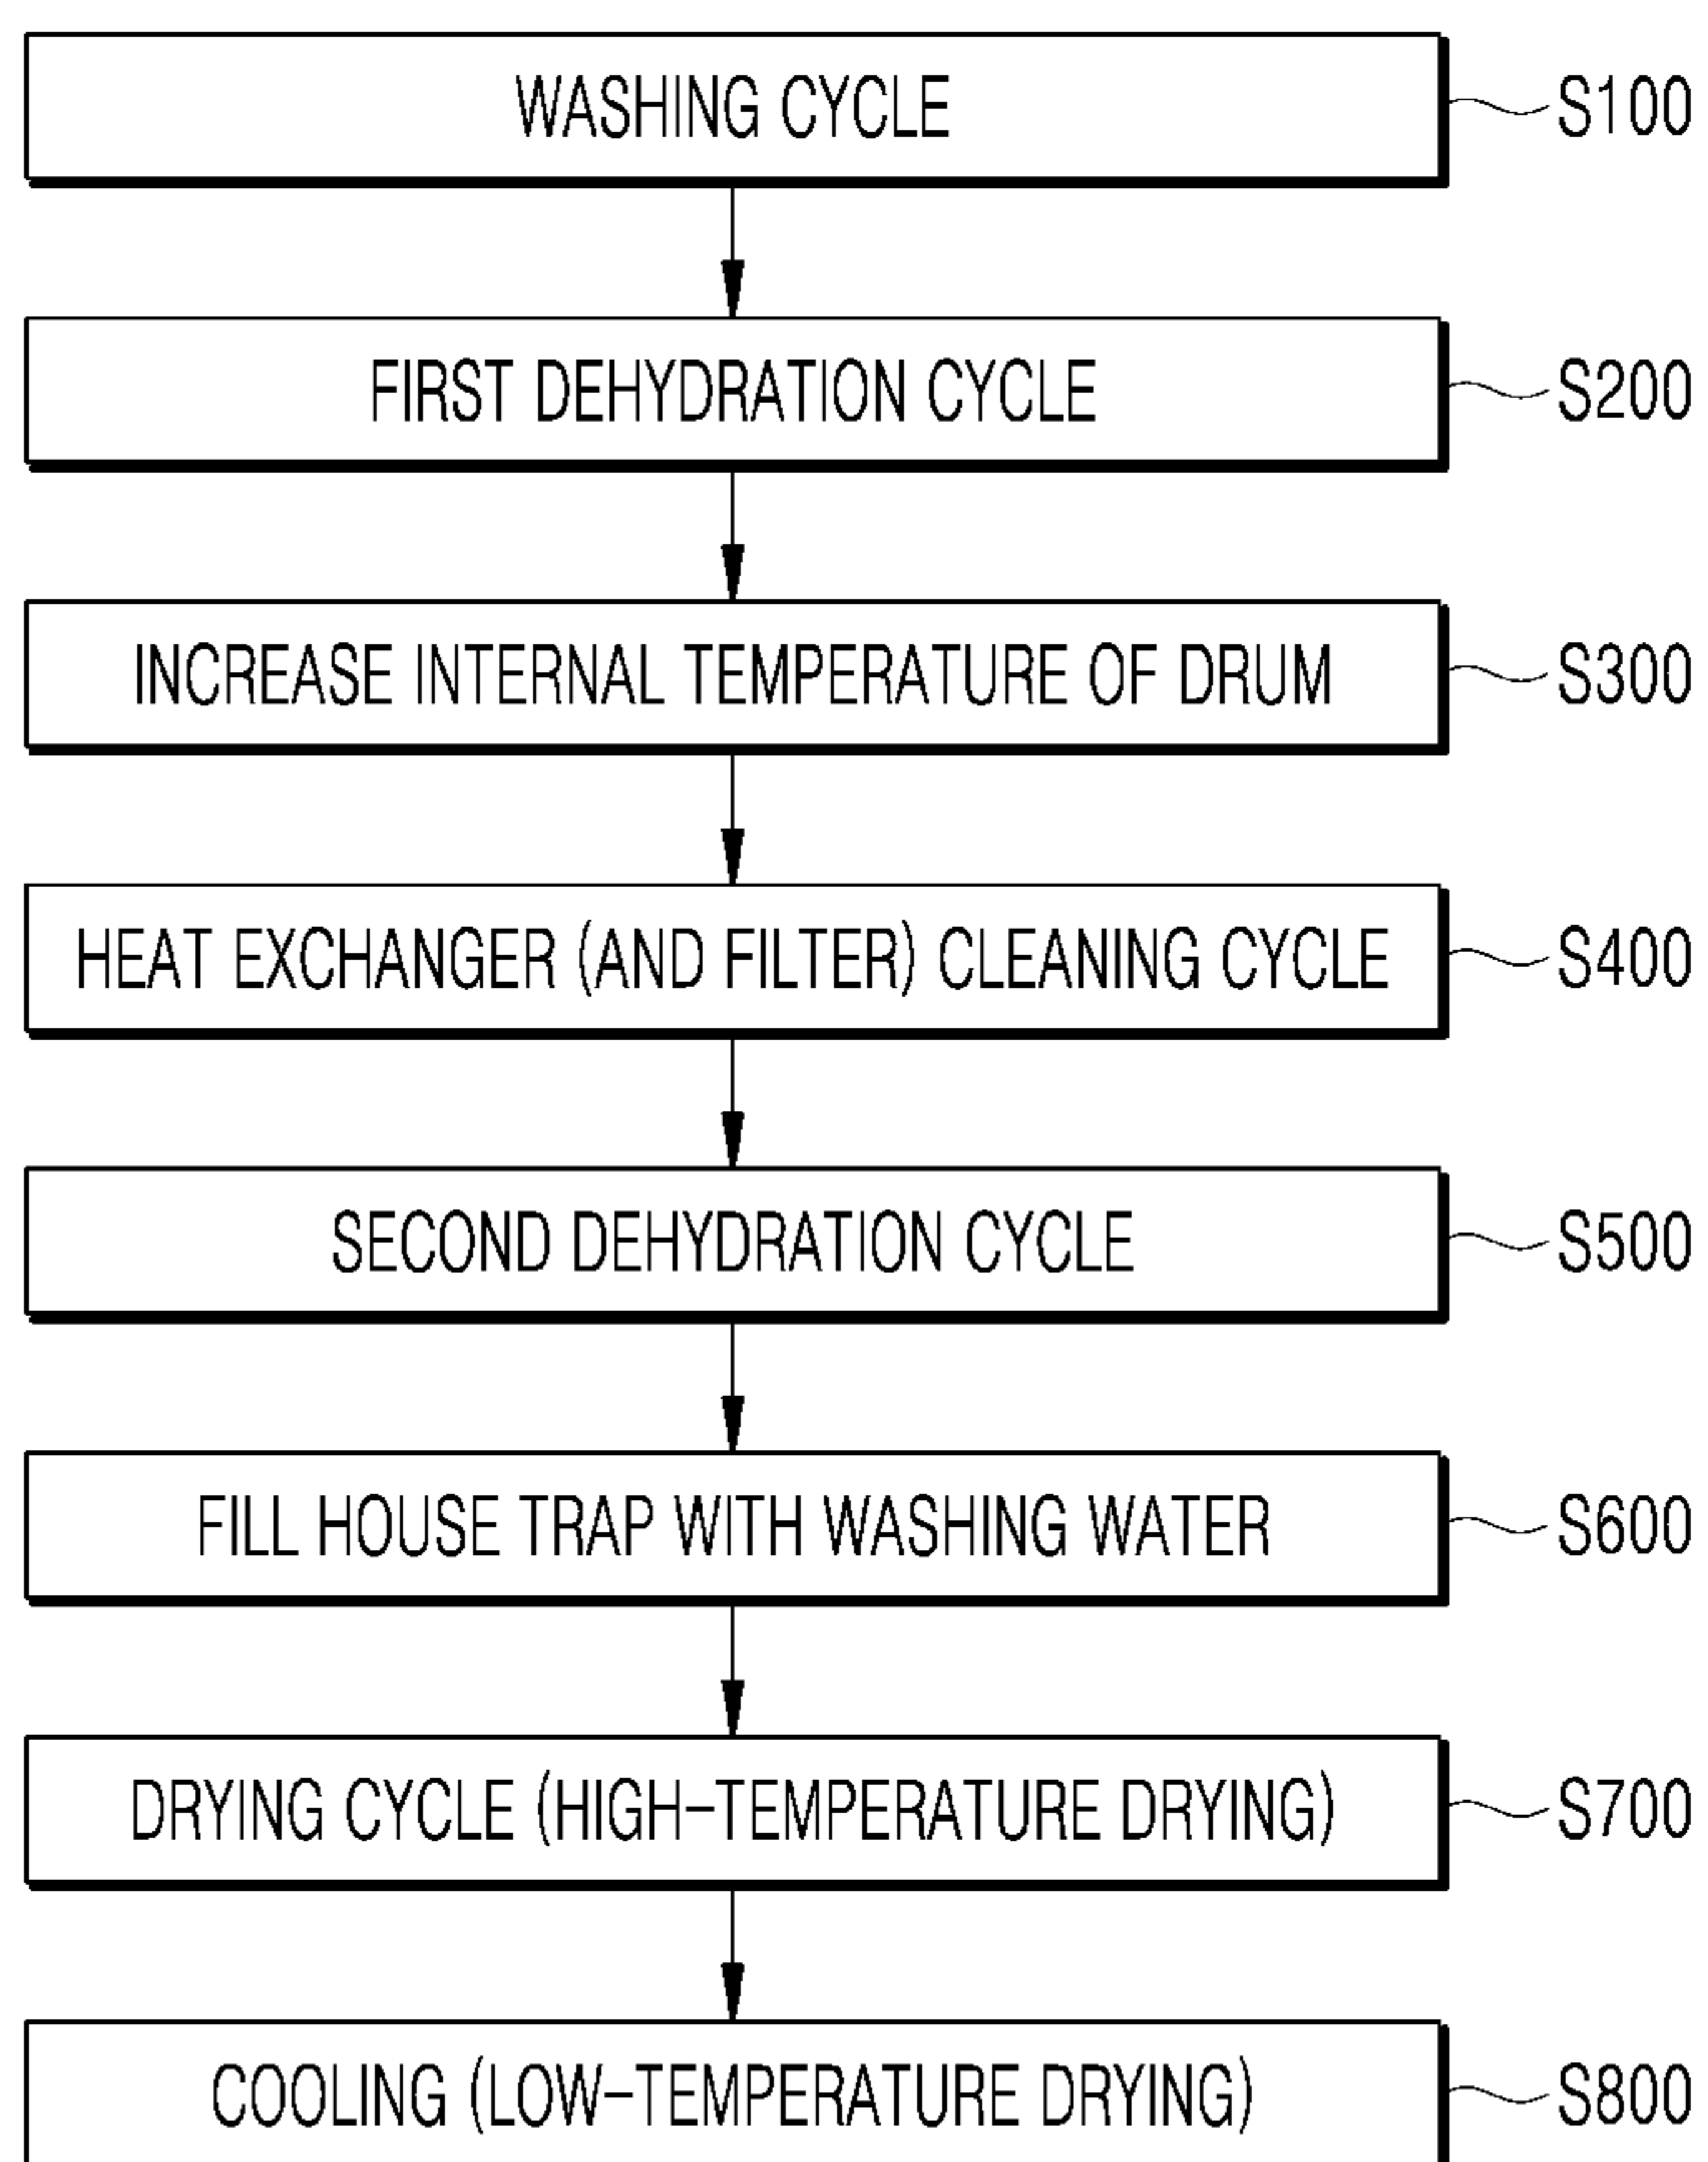 WASHING CYCLE S100
FIRST DEHYDRATION CYCLE S200
INCREASE INTERNAL TEMPERATURE OF DRUM S300
HEAT EXCHANGER (AND FILTER) CLEANING CYCLE S400
SECOND DEHYDRATION CYCLE S500
FILL HOUSE TRAP WITH WASHING WATER S600
DRYING CYCLE (HIGH-TEMPERATURE DRYING) S700
COOLING (LOW-TEMPERATURE DRYING) S800